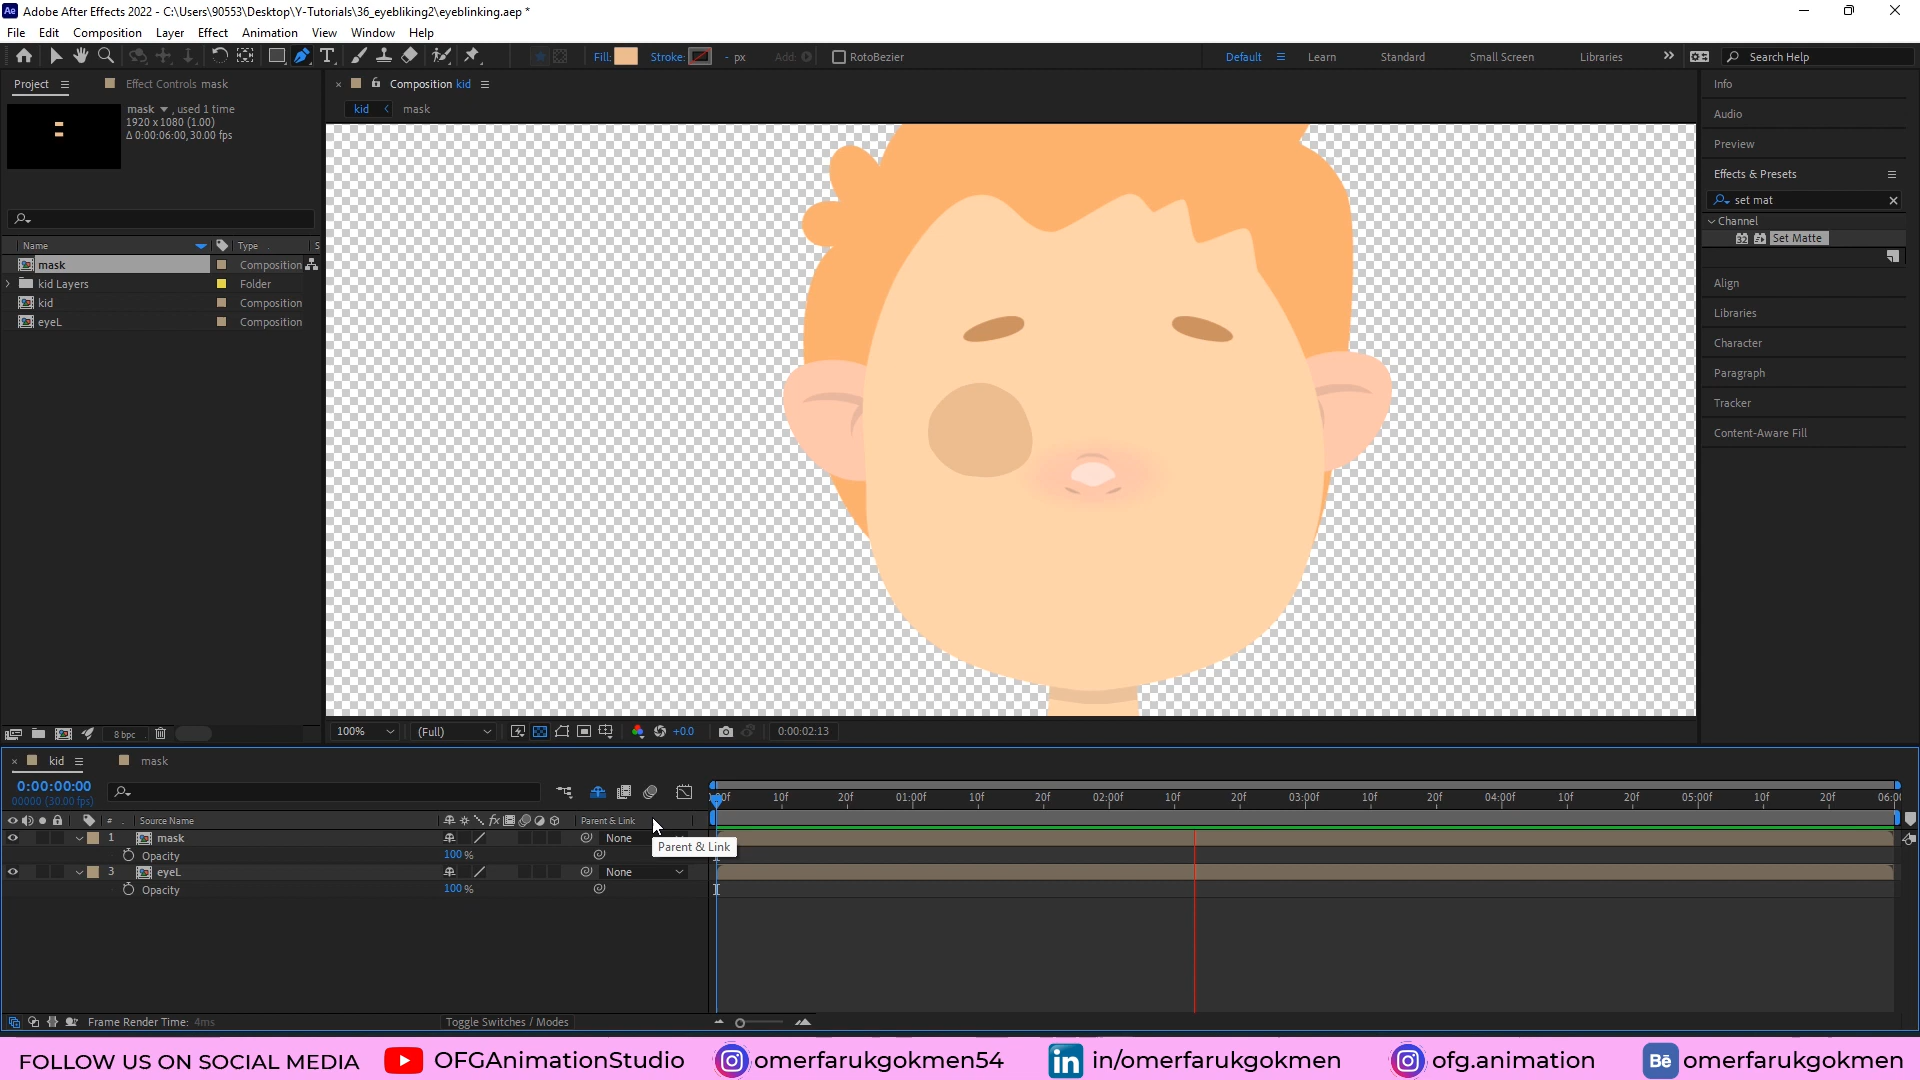 Adobe After Effects 2022 - C:\Users\90553\Desktop\Y-Tutorials\36_eyebliking2\eyeblinking.aep *
File Edit Composition Layer Effect Animation View Window Help
Fill: Stroke: - px Add: RotoBezier Default Learn Standard Small Screen Libraries Search Help
Project Effect Controls mask
mask , used 1 time
1920 x 1080 (1.00)
Δ 0:00:06:00, 30.00 fps
Name Type S
mask Composition
kid Layers Folder
kid Composition
eyeL Composition
8 bpc
Composition kid
kid mask
100% (Full) +0.0 0:00:02:13
Info
Audio
Preview
Effects & Presets
set mat
Channel
Set Matte
Align
Libraries
Character
Paragraph
Tracker
Content-Aware Fill
kid mask
0:00:00:00
00000 (30.00 fps)
# Source Name Parent & Link
1 mask None
Opacity 100 %
3 eyeL None
Opacity 100 %
Parent & Link
10f 20f 01:00f 10f 20f 02:00f 10f 20f 03:00f 10f 20f 04:00f 10f 20f 05:00f 10f 20f
Frame Render Time: 4ms Toggle Switches / Modes
FOLLOW US ON SOCIAL MEDIA OFGAnimationStudio omerfarukgokmen54 in/omerfarukgokmen ofg.animation Bē omerfarukgokmen